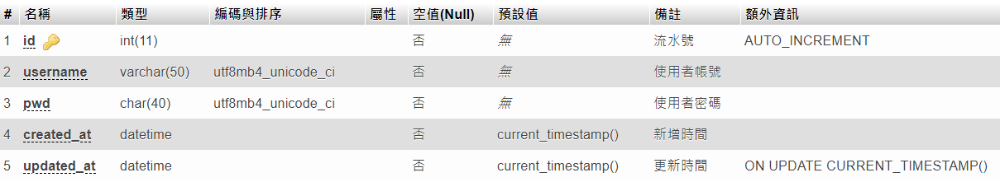 # 名稱 類型 編碼與排序 屬性 空值(Null) 預設值 備註 額外資訊
1 id int(11) 否 無 流水號 AUTO_INCREMENT
2 username varchar(50) utf8mb4_unicode_ci 否 無 使用者帳號
3 pwd char(40) utf8mb4_unicode_ci 否 無 使用者密碼
4 created_at datetime 否 current_timestamp() 新增時間
5 updated_at datetime 否 current_timestamp() 更新時間 ON UPDATE CURRENT_TIMESTAMP()